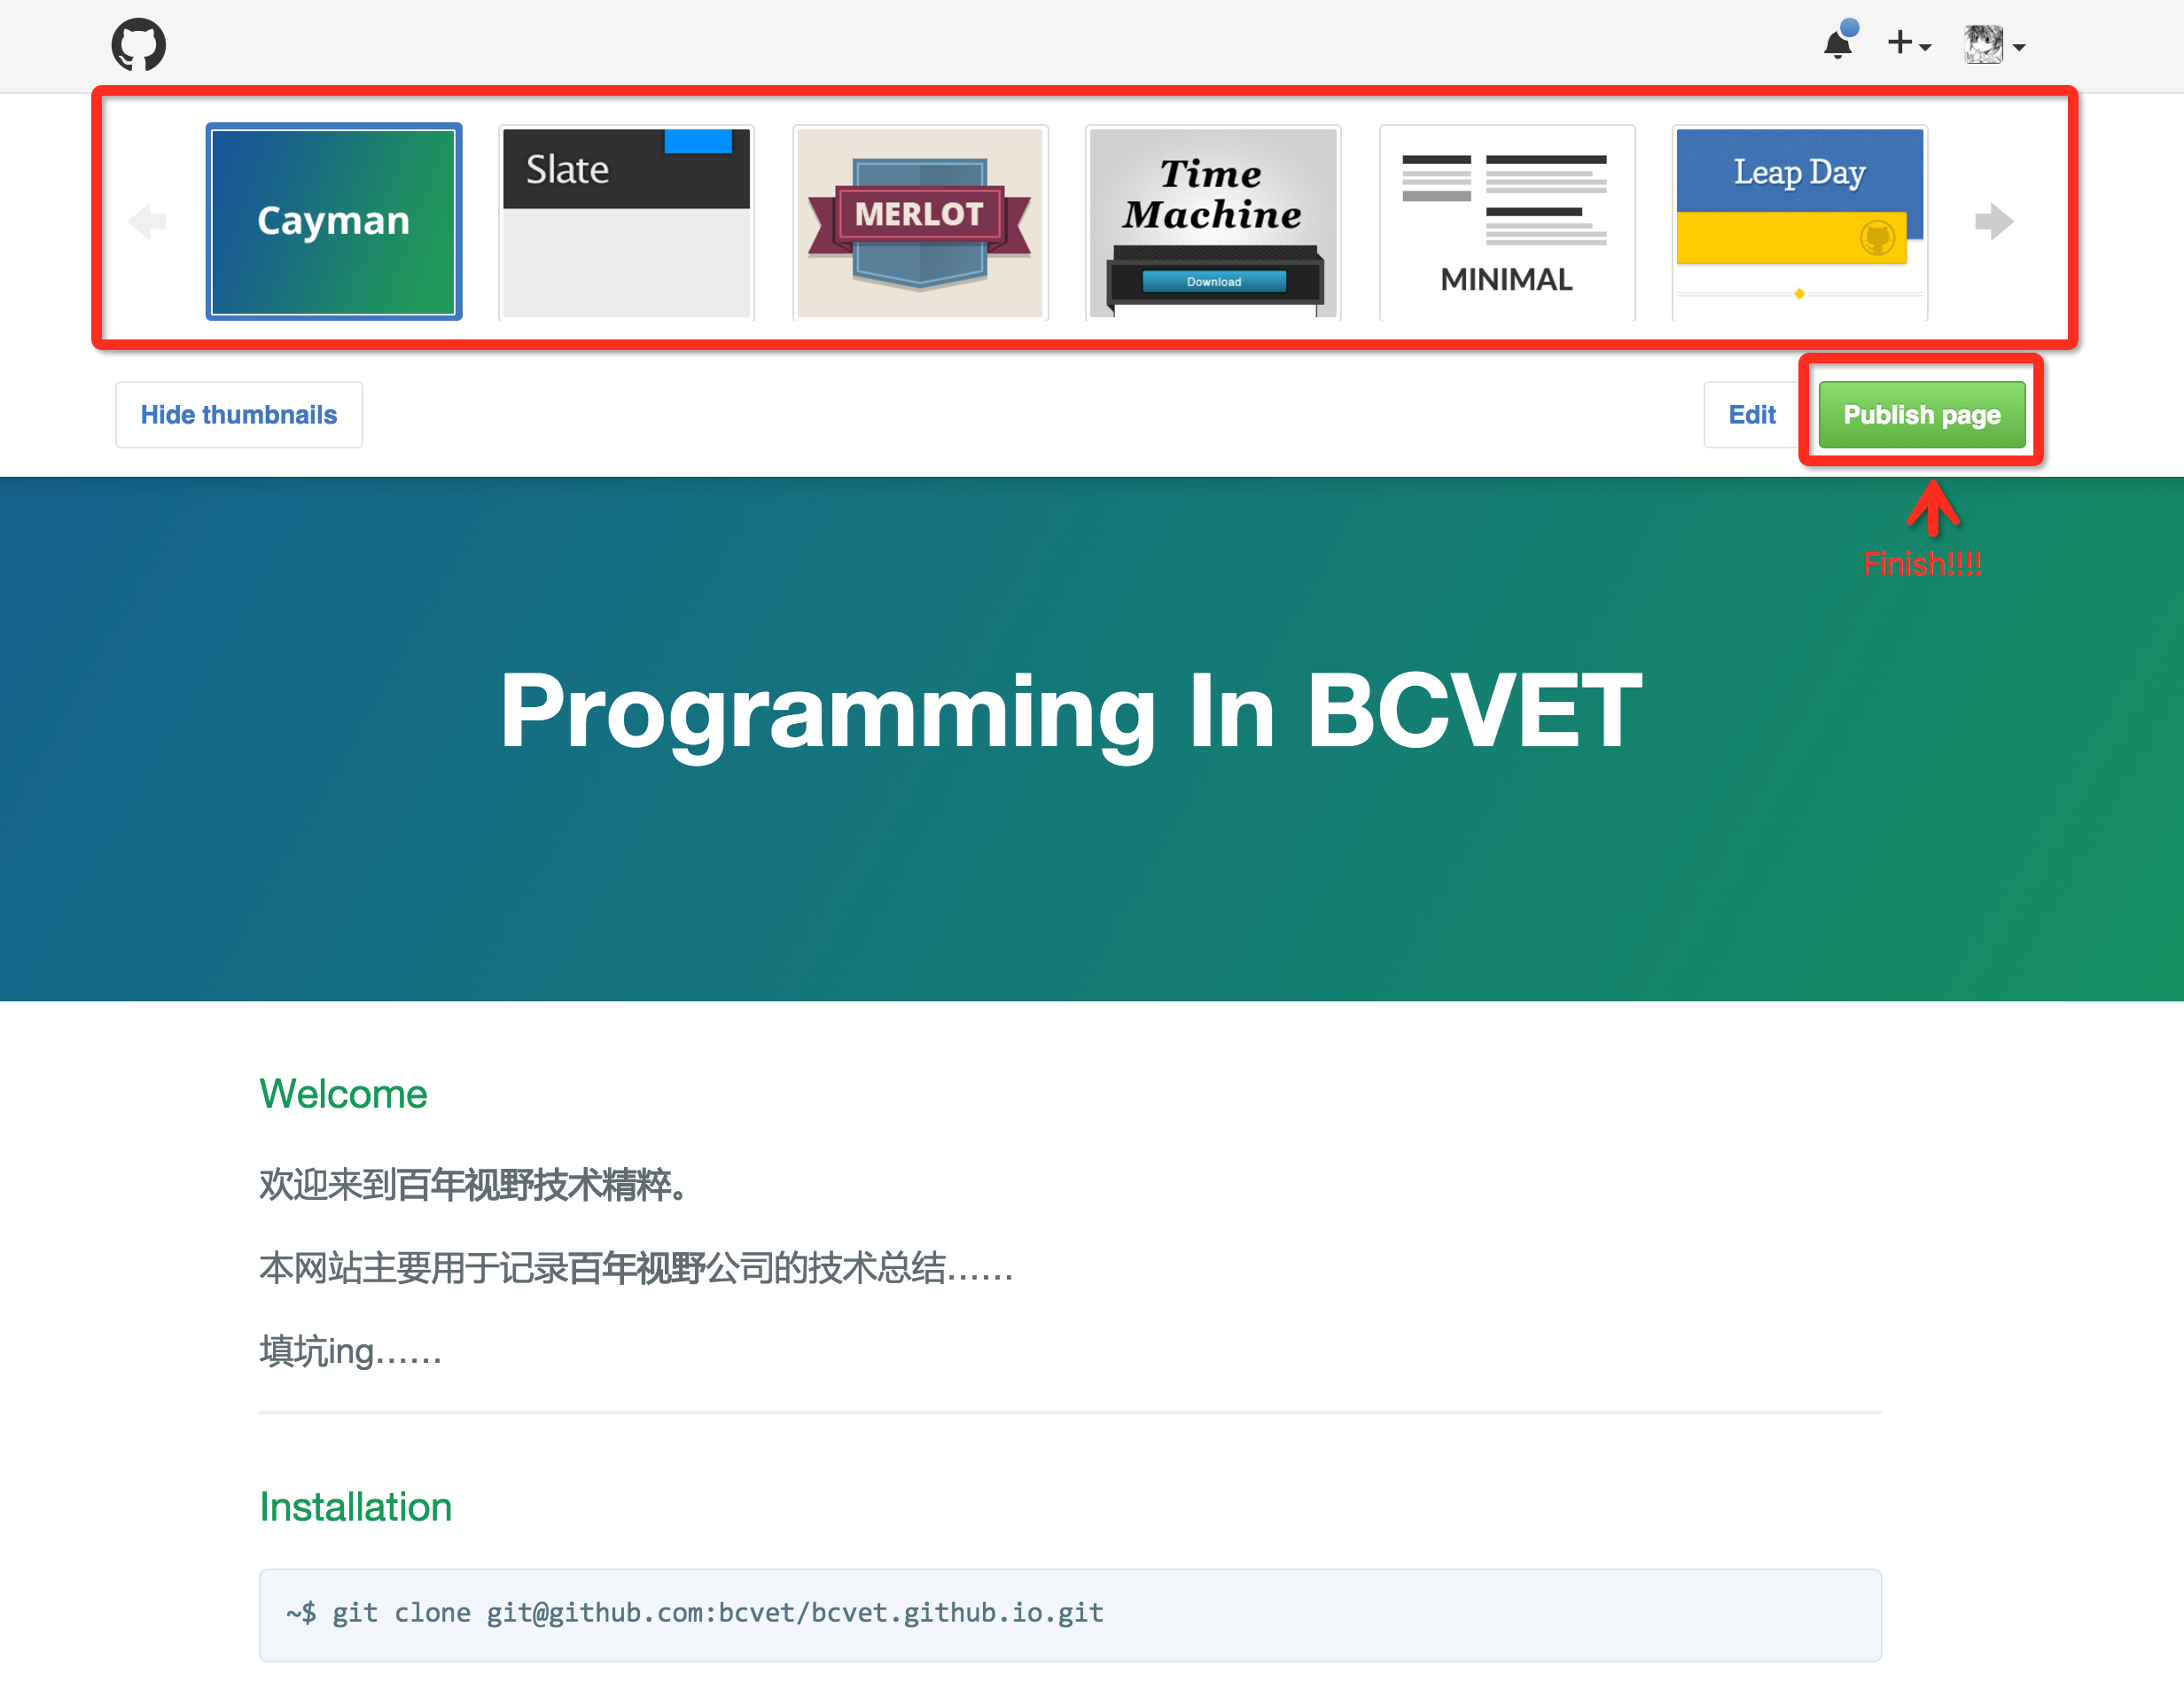 Cayman
Slate
MERLOT
Time
Machine
Download
MINIMAL
Leap Day
Hide thumbnails
Edit
Publish page
Finish!!!!
Programming In BCVET
Welcome
欢迎来到百年视野技术精粹。
本网站主要用于记录百年视野公司的技术总结……
填坑ing……
Installation
~$ git clone git@github.com:bcvet/bcvet.github.io.git